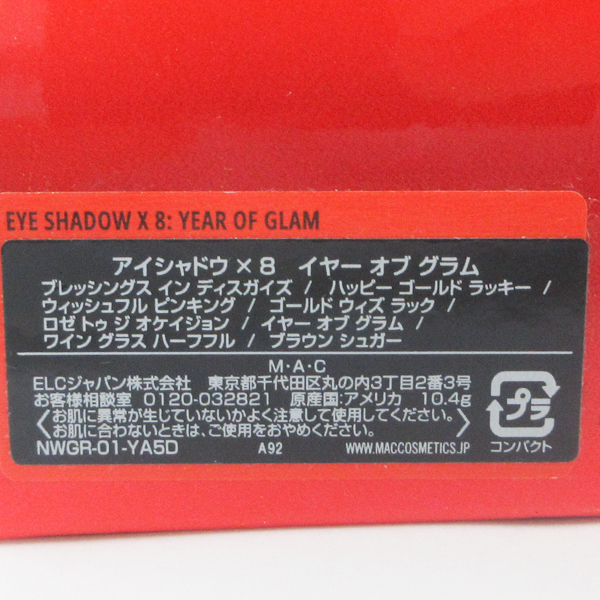 EYE SHADOW X 8: YEAR OF GLAM
アイシャドウ × 8 イヤー オブ グラム
ブレッシングス イン ディスガイズ / ハッピー ゴールド ラッキー /
ウィッシュフル ピンキング / ゴールド ウィズ ラック /
ロゼ トゥ ジ オケイジョン / イヤー オブ グラム /
ワイン グラス ハーフフル / ブラウン シュガー
M・A・C
ELCジャパン株式会社 東京都千代田区丸の内3丁目2番3号
お客様相談室 0120-032821 原産国:アメリカ 10.4g
〈お肌に異常が生じていないかよく注意して使用してください。
お肌に合わないときは、ご使用をおやめください。〉
NWGR-01-YA5D A92 WWW.MACCOSMETICS.JP
プラ
コンパクト